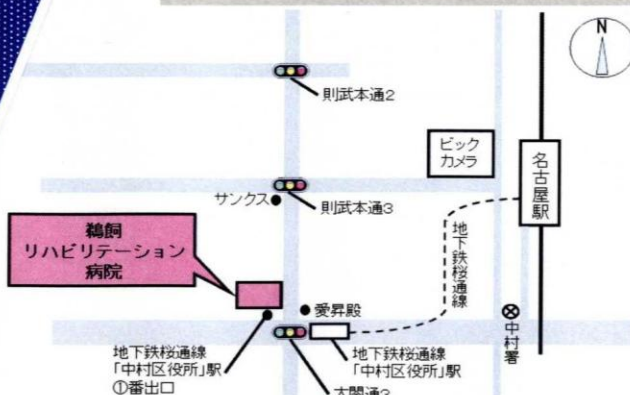 N
則武本通2
ビック
カメラ
名古屋駅
サンクス
則武本通3
鵜飼
リハビリテーション
病院
地下鉄桜通線
愛昇殿
中村署
地下鉄桜通線
「中村区役所」駅
①番出口
地下鉄桜通線
「中村区役所」駅